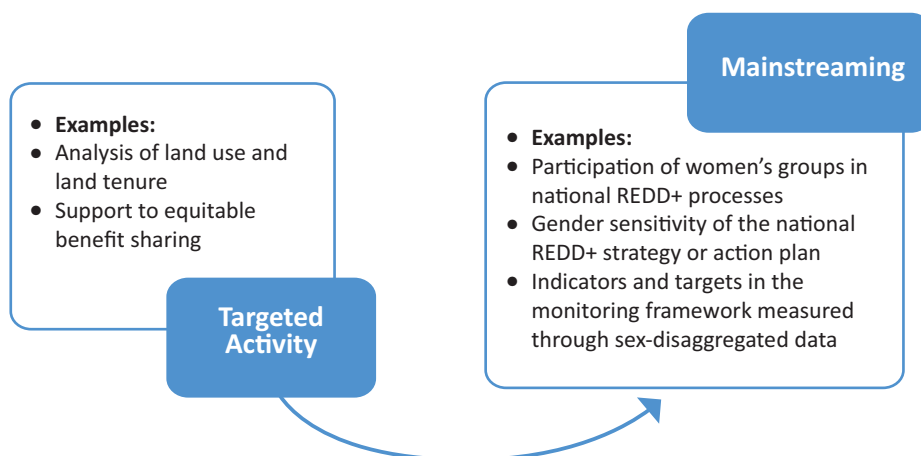 • Examples:
• Analysis of land use and
land tenure
• Support to equitable
benefit sharing
Targeted
Activity
Mainstreaming
• Examples:
• Participation of women’s groups in
national REDD+ processes
• Gender sensitivity of the national
REDD+ strategy or action plan
• Indicators and targets in the
monitoring framework measured
through sex-disaggregated data